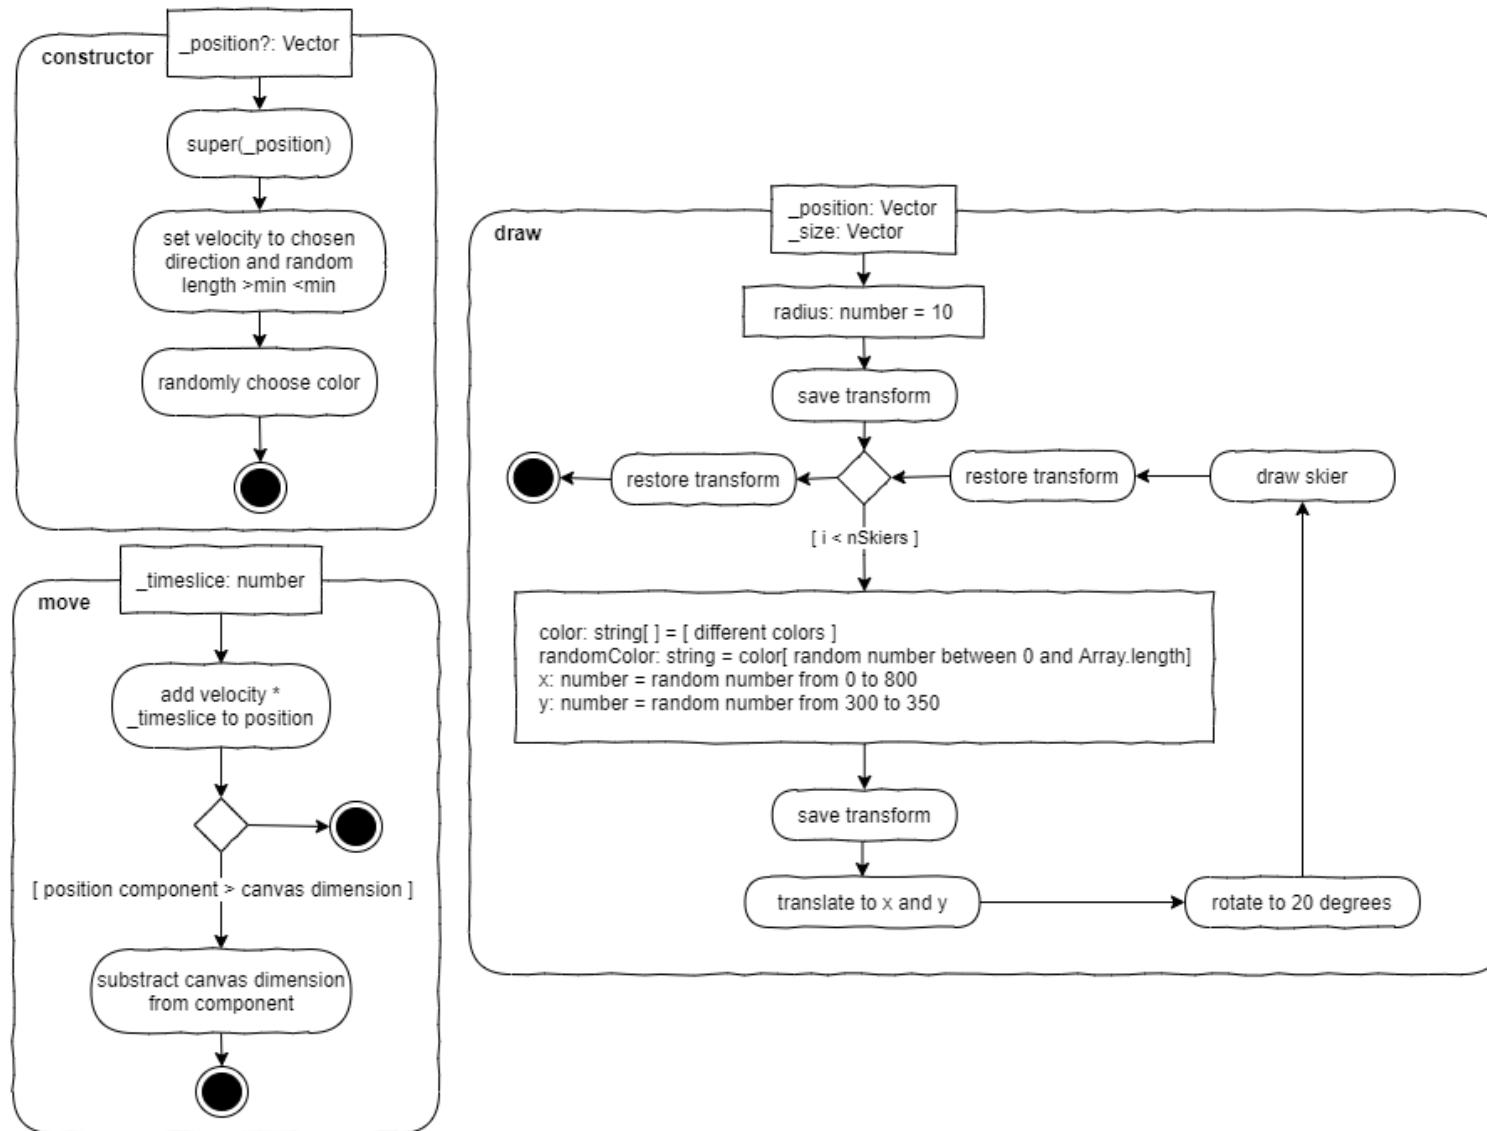 constructor
_position?: Vector
super(_position)
set velocity to chosen
direction and random
length >min <min
randomly choose color
move
_timeslice: number
add velocity *
_timeslice to position
[ position component > canvas dimension ]
substract canvas dimension
from component
draw
_position: Vector
_size: Vector
radius: number = 10
save transform
restore transform
restore transform
draw skier
[ i < nSkiers ]
color: string[ ] = [ different colors ]
randomColor: string = color[ random number between 0 and Array.length]
x: number = random number from 0 to 800
y: number = random number from 300 to 350
save transform
translate to x and y
rotate to 20 degrees